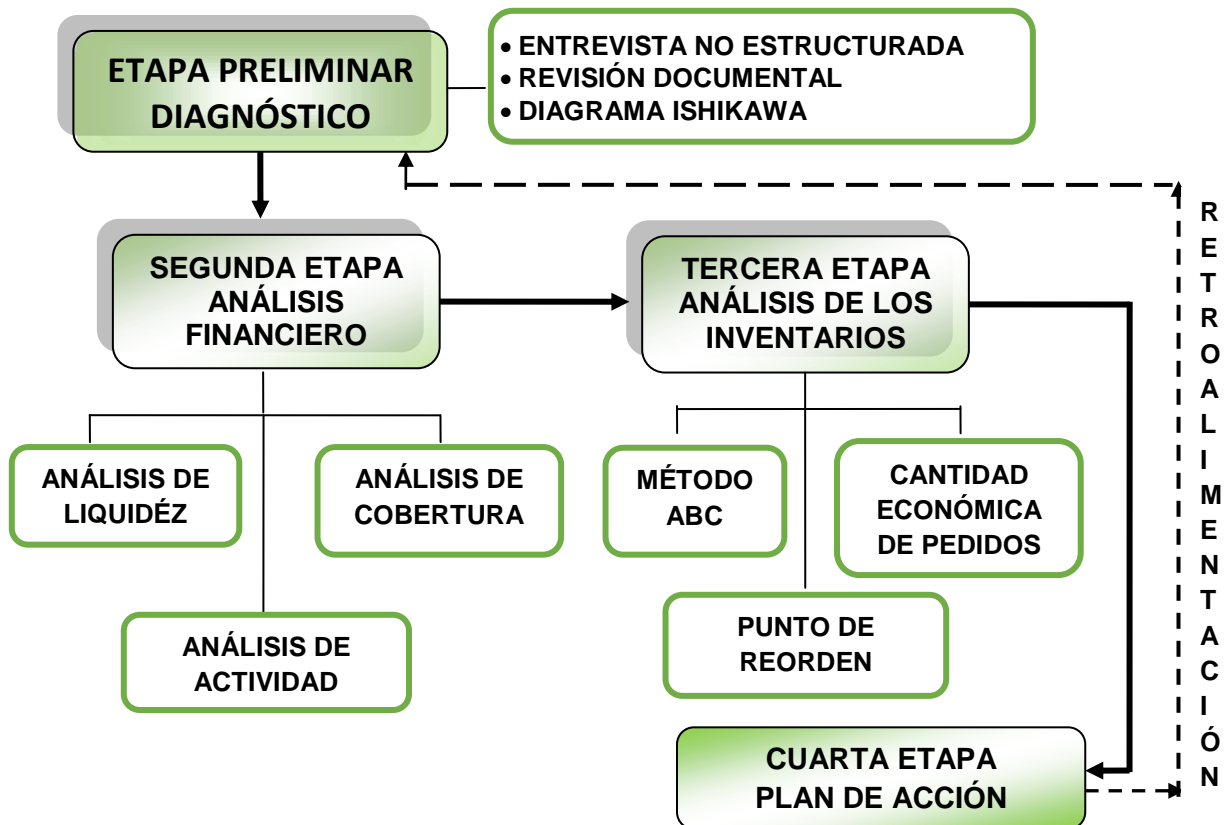 ETAPA PRELIMINAR
DIAGNÓSTICO
• ENTREVISTA NO ESTRUCTURADA
• REVISIÓN DOCUMENTAL
• DIAGRAMA ISHIKAWA
SEGUNDA ETAPA
ANÁLISIS
FINANCIERO
TERCERA ETAPA
ANÁLISIS DE LOS
INVENTARIOS
ANÁLISIS DE
LIQUIDÉZ
ANÁLISIS DE
COBERTURA
MÉTODO
ABC
CANTIDAD
ECONÓMICA
DE PEDIDOS
ANÁLISIS DE
ACTIVIDAD
PUNTO DE
REORDEN
CUARTA ETAPA
PLAN DE ACCIÓN
RETROALIMENTACIÓN